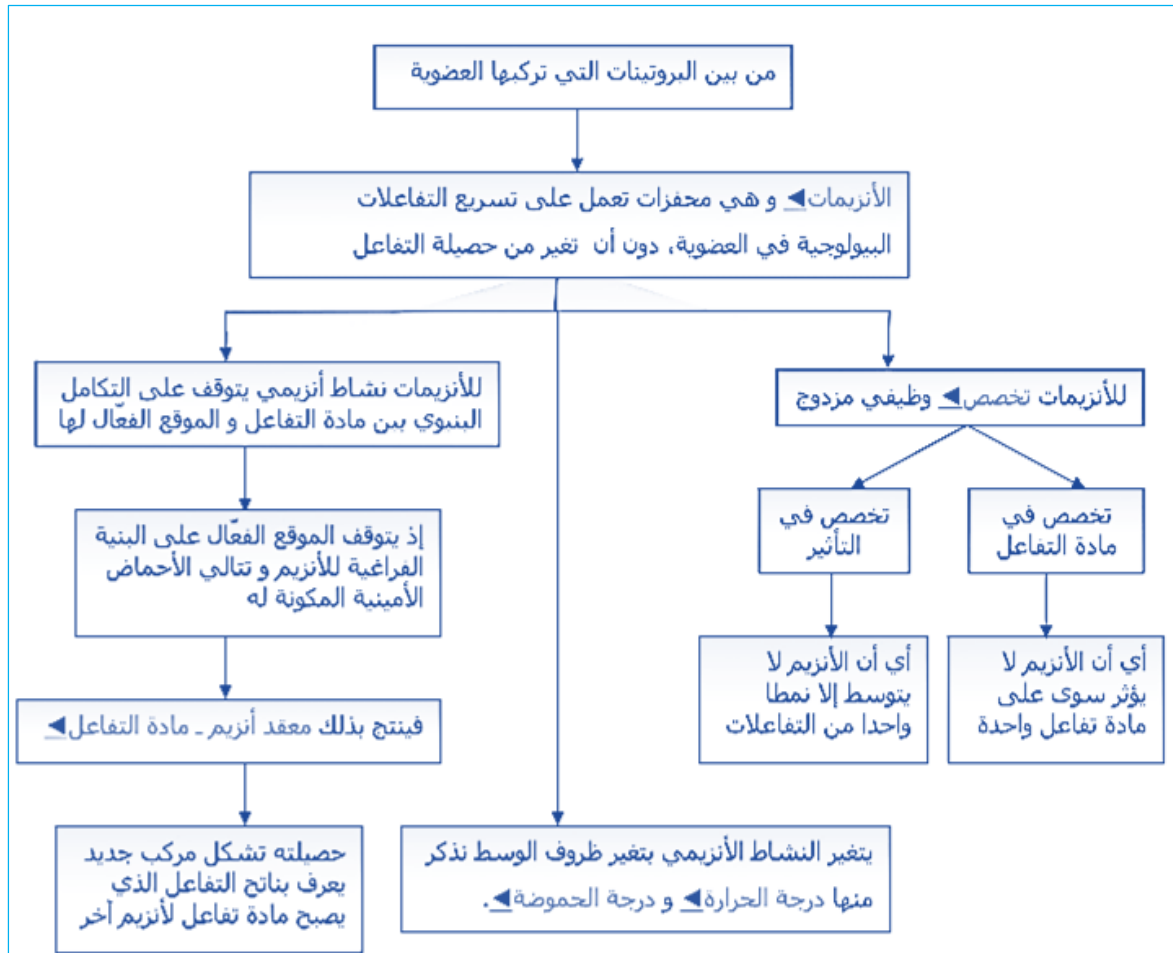 من بين البروتينات التي تركبها العضوية
الأنزيمات◄ و هي محفزات تعمل على تسريع التفاعلات
البيولوجية في العضوية، دون أن تغير من حصيلة التفاعل
للأنزيمات تخصص◄ وظيفي مزدوج
تخصص في
مادة التفاعل
أي أن الأنزيم لا
يؤثر سوى على
مادة تفاعل واحدة
تخصص في
التأثير
أي أن الأنزيم لا
يتوسط إلا نمطا
واحدا من التفاعلات
يتغير النشاط الأنزيمي بتغير ظروف الوسط نذكر
منها درجة الحرارة◄ و درجة الحموضة◄.
للأنزيمات نشاط أنزيمي يتوقف على التكامل
البنيوي بين مادة التفاعل و الموقع الفعّال لها
إذ يتوقف الموقع الفعّال على البنية
الفراغية للأنزيم و تتالي الأحماض
الأمينية المكونة له
فينتج بذلك معقد أنزيم ـ مادة التفاعل◄
حصيلته تشكل مركب جديد
يعرف بناتج التفاعل الذي
يصبح مادة تفاعل لأنزيم آخر